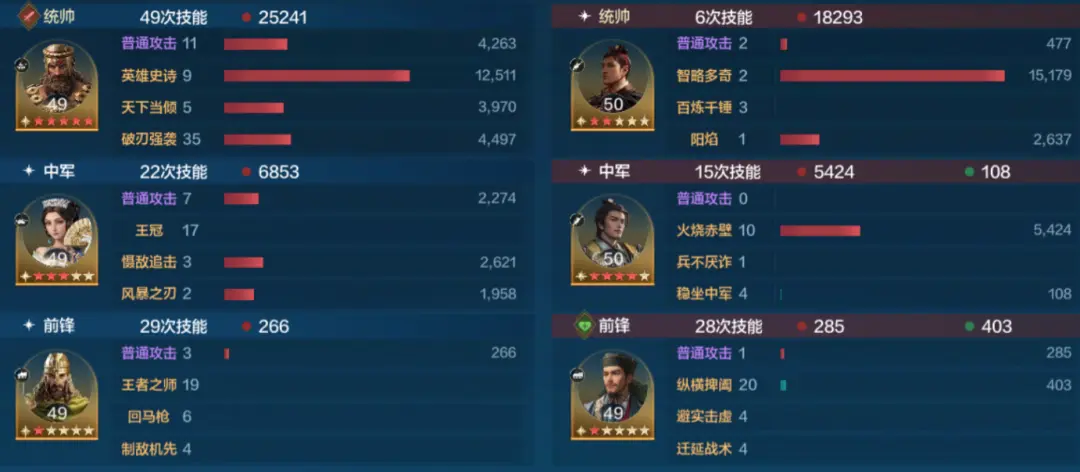 统帅 49次技能 25241
普通攻击 11 4,263
英雄史诗 9 12,511
49
天下当倾 5 3,970
破刃强袭 35 4,497
中军 22次技能 6853
普通攻击 7 2,274
王冠 17
49
慑敌追击 3 2,621
风暴之刃 2 1,958
前锋 29次技能 266
普通攻击 3 266
王者之师 19
49
回马枪 6
制敌机先 4
统帅 6次技能 18293
普通攻击 2 477
智略多奇 2 15,179
50
百炼千锤 3
阳焰 1 2,637
中军 15次技能 5424 108
普通攻击 0
火烧赤壁 10 5,424
50
兵不厌诈 1
稳坐中军 4 108
前锋 28次技能 285 403
普通攻击 1 285
纵横捭阖 20 403
49
避实击虚 4
迂延战术 4